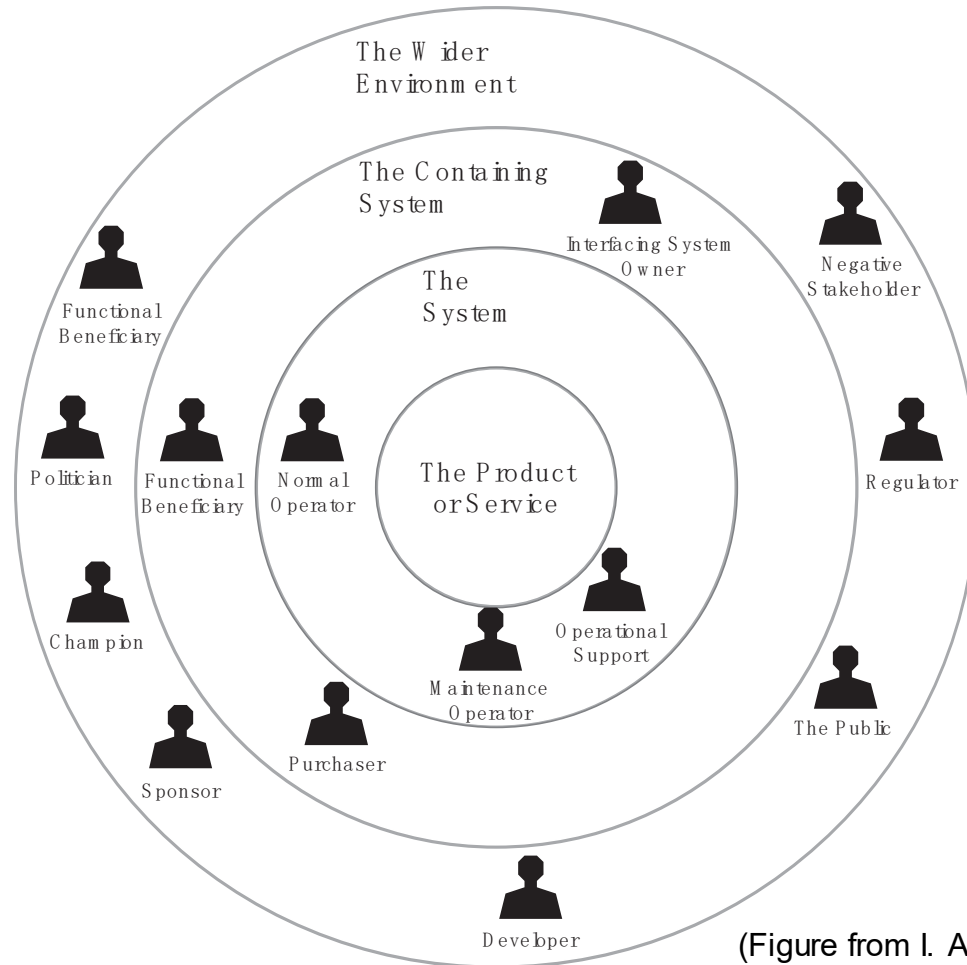 The Wider
Environment
The Containing
System
Interfacing System
Owner
Negative
Stakeholder
The
System
Functional
Beneficiary
Politician
Functional
Beneficiary
Normal
Operator
The Product
or Service
Regulator
Champion
Operational
Support
Maintenance
Operator
The Public
Purchaser
Sponsor
Developer
(Figure from I. A